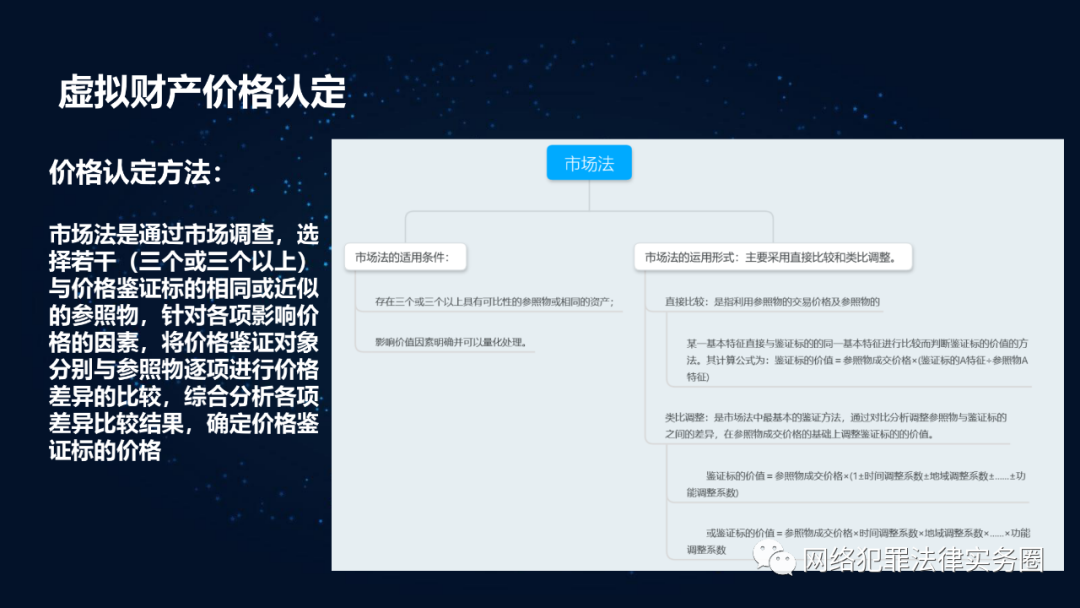 虚拟财产价格认定
价格认定方法：
市场法是通过市场调查，选
择若干（三个或三个以上）
与价格鉴证标的相同或近似
的参照物，针对各项影响价
格的因素，将价格鉴证对象
分别与参照物逐项进行价格
差异的比较，综合分析各项
差异比较结果，确定价格鉴
证标的价格
市场法
市场法的适用条件：
存在三个或三个以上具有可比性的参照物或相同的资产；
影响价值因素明确并可以量化处理。
市场法的运用形式：主要采用直接比较和类比调整。
直接比较：是指利用参照物的交易价格及参照物的
某一基本特征直接与鉴证标的的同一基本特征进行比较而判断鉴证标的价值的方
法。其计算公式为：鉴证标的价值＝参照物成交价格×(鉴证标的A特征÷参照物A
特征)
类比调整：是市场法中最基本的鉴证方法，通过对比分析调整参照物与鉴证标的
之间的差异，在参照物成交价格的基础上调整鉴证标的的价值。
鉴证标的价值＝参照物成交价格×(1±时间调整系数±地域调整系数±……±功
能调整系数)
或鉴证标的价值＝参照物成交价格×时间调整系数×地域调整系数×……×功能
调整系数
网络犯罪法律实务圈